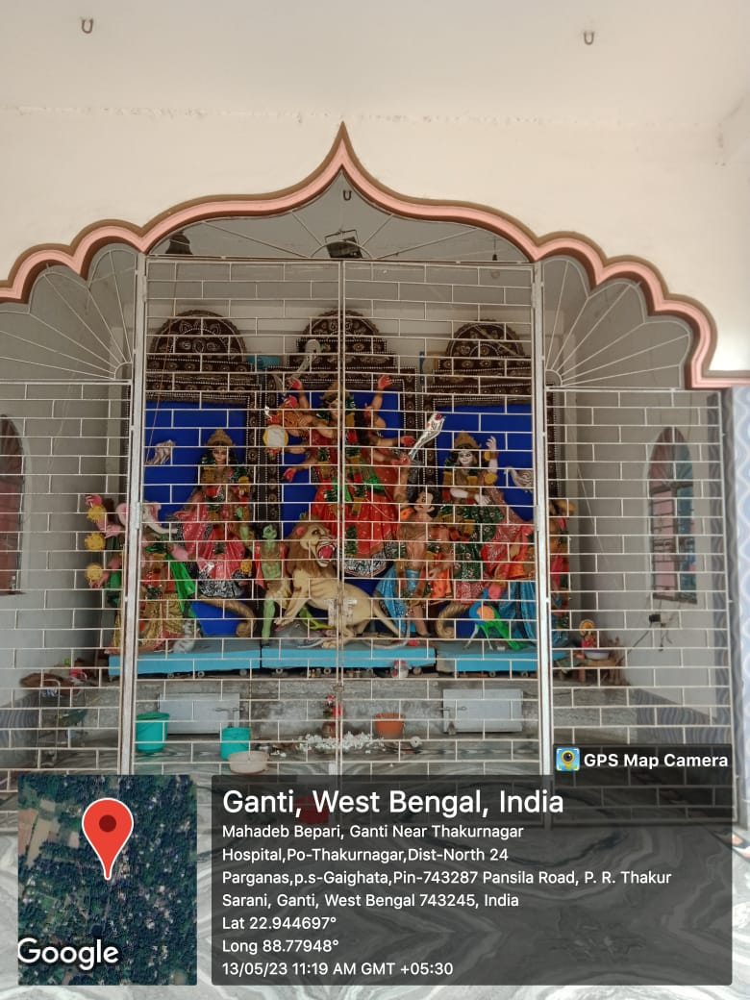 GPS Map Camera
Ganti, West Bengal, India
Mahadeb Bepari, Ganti Near Thakurnagar
Hospital,Po-Thakurnagar,Dist-North 24
Parganas,p.s-Gaighata,Pin-743287 Pansila Road, P. R. Thakur
Sarani, Ganti, West Bengal 743245, India
Lat 22.944697°
Long 88.77948°
13/05/23 11:19 AM GMT +05:30
Google